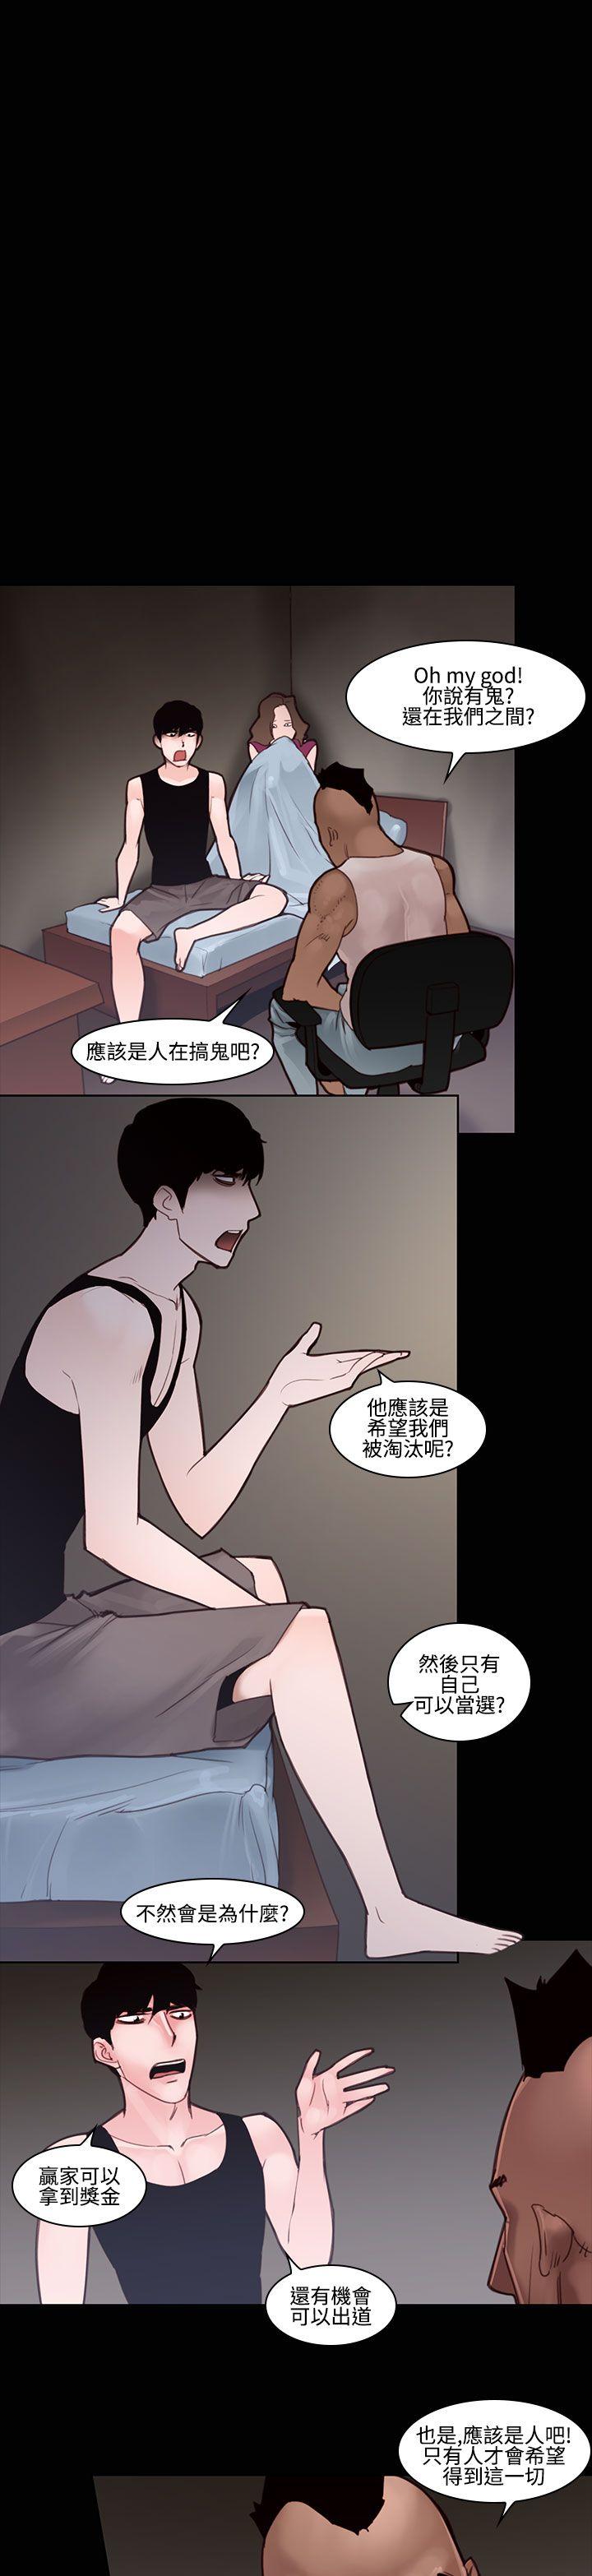 Oh my god!
你說有鬼?
還在我們之間?
應該是人在搞鬼吧?
他應該是
希望我們
被淘汰呢?
然後只有
自己
可以當選?
不然會是為什麼?
贏家可以
拿到獎金
還有機會
可以出道
也是,應該是人吧!
只有人才會希望
得到這一切